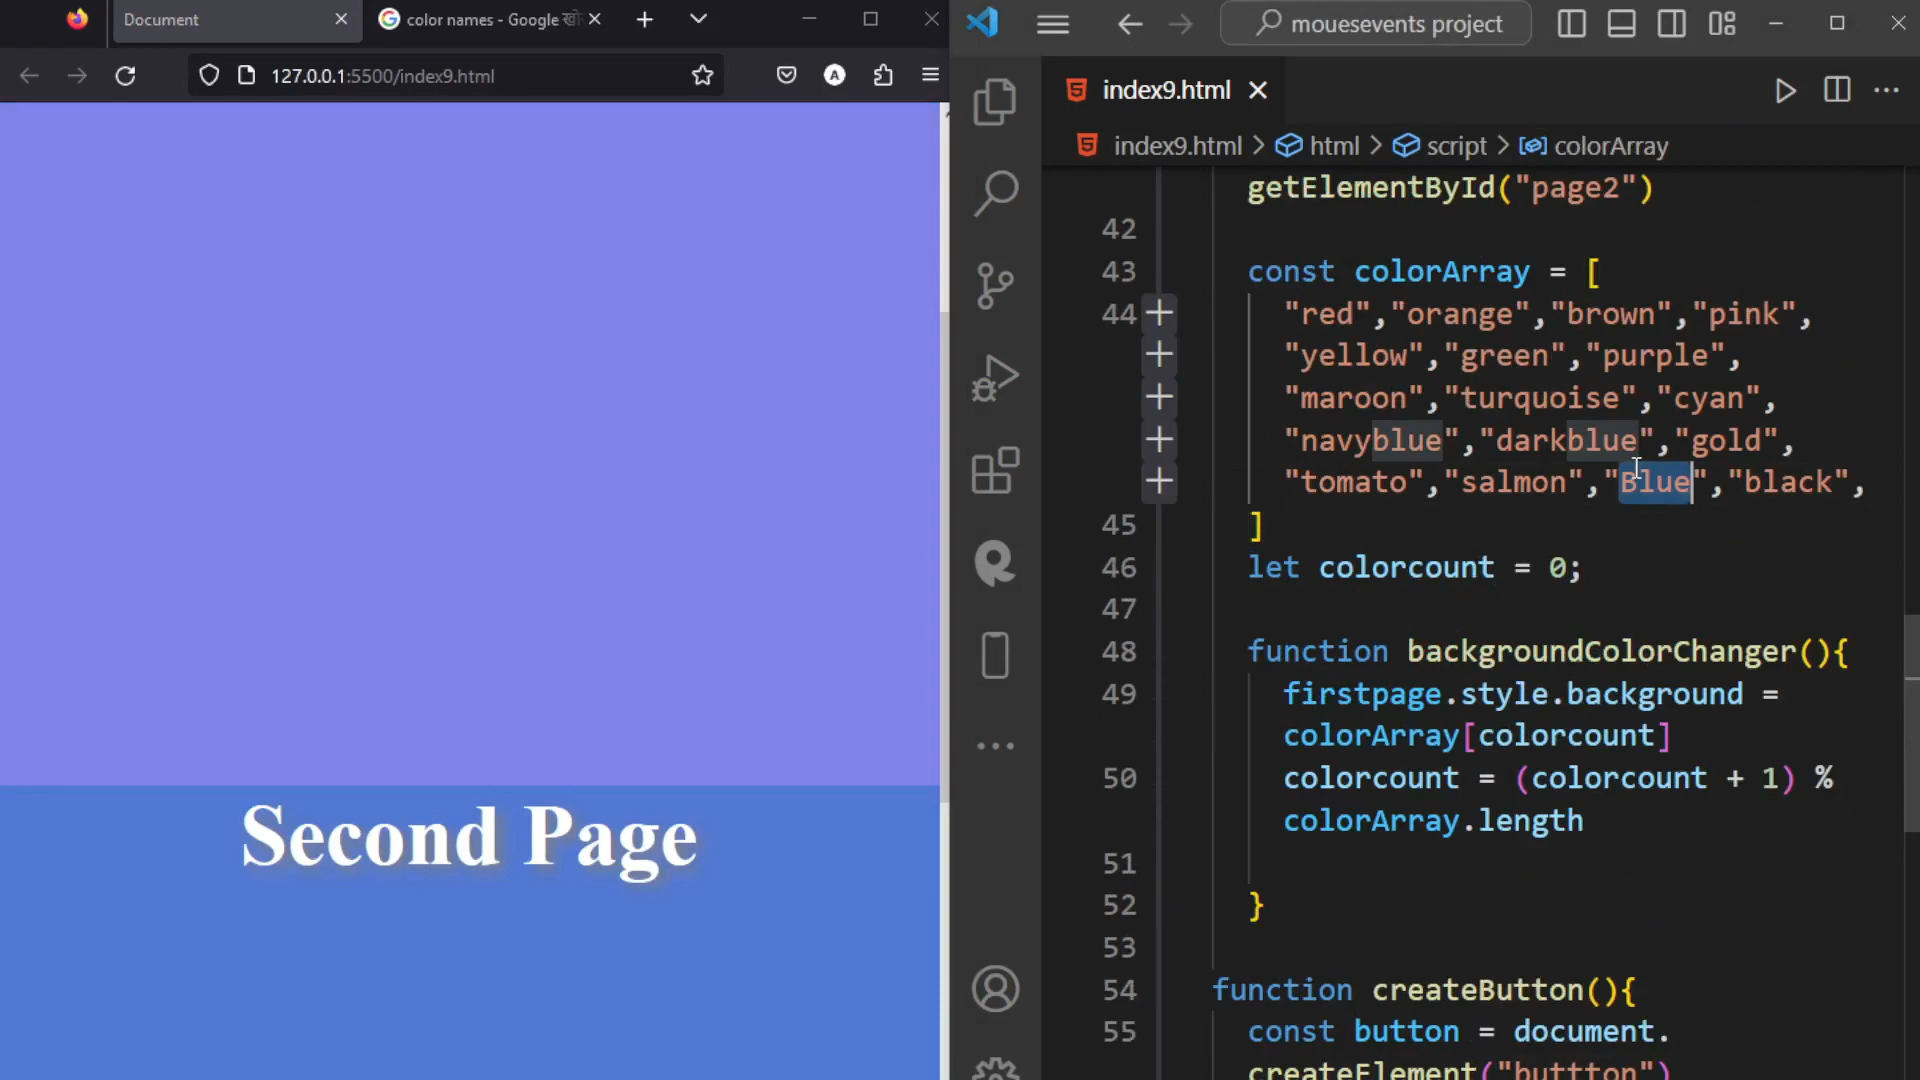 Document
color names - Google खोज
127.0.0.1:5500/index9.html
A
Second Page
mouesevents project
index9.html
index9.html > html > script > colorArray
getElementById("page2")
42
43 const colorArray = [
44 "red","orange","brown","pink",
"yellow","green","purple",
"maroon","turquoise","cyan",
"navyblue","darkblue","gold",
"tomato","salmon","Blue","black",
45 ]
46 let colorcount = 0;
47
48 function backgroundColorChanger(){
49 firstpage.style.background =
colorArray[colorcount]
50 colorcount = (colorcount + 1) %
colorArray.length
51
52 }
53
54 function createButton(){
55 const button = document.
createElement("buttton")